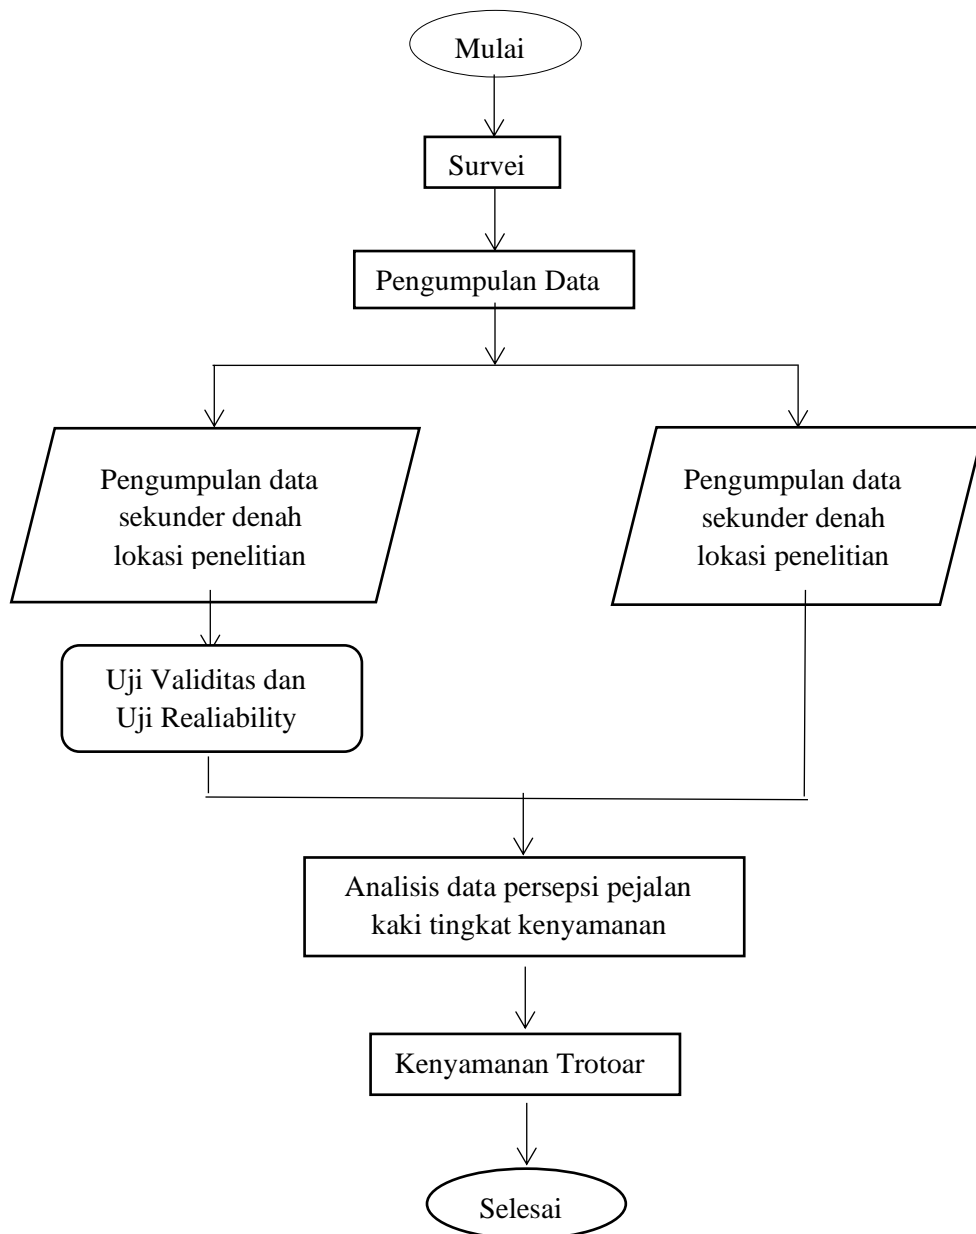 Mulai
Survei
Pengumpulan Data
Pengumpulan data
sekunder denah
lokasi penelitian
Pengumpulan data
sekunder denah
lokasi penelitian
Uji Validitas dan
Uji Realiability
Analisis data persepsi pejalan
kaki tingkat kenyamanan
Kenyamanan Trotoar
Selesai